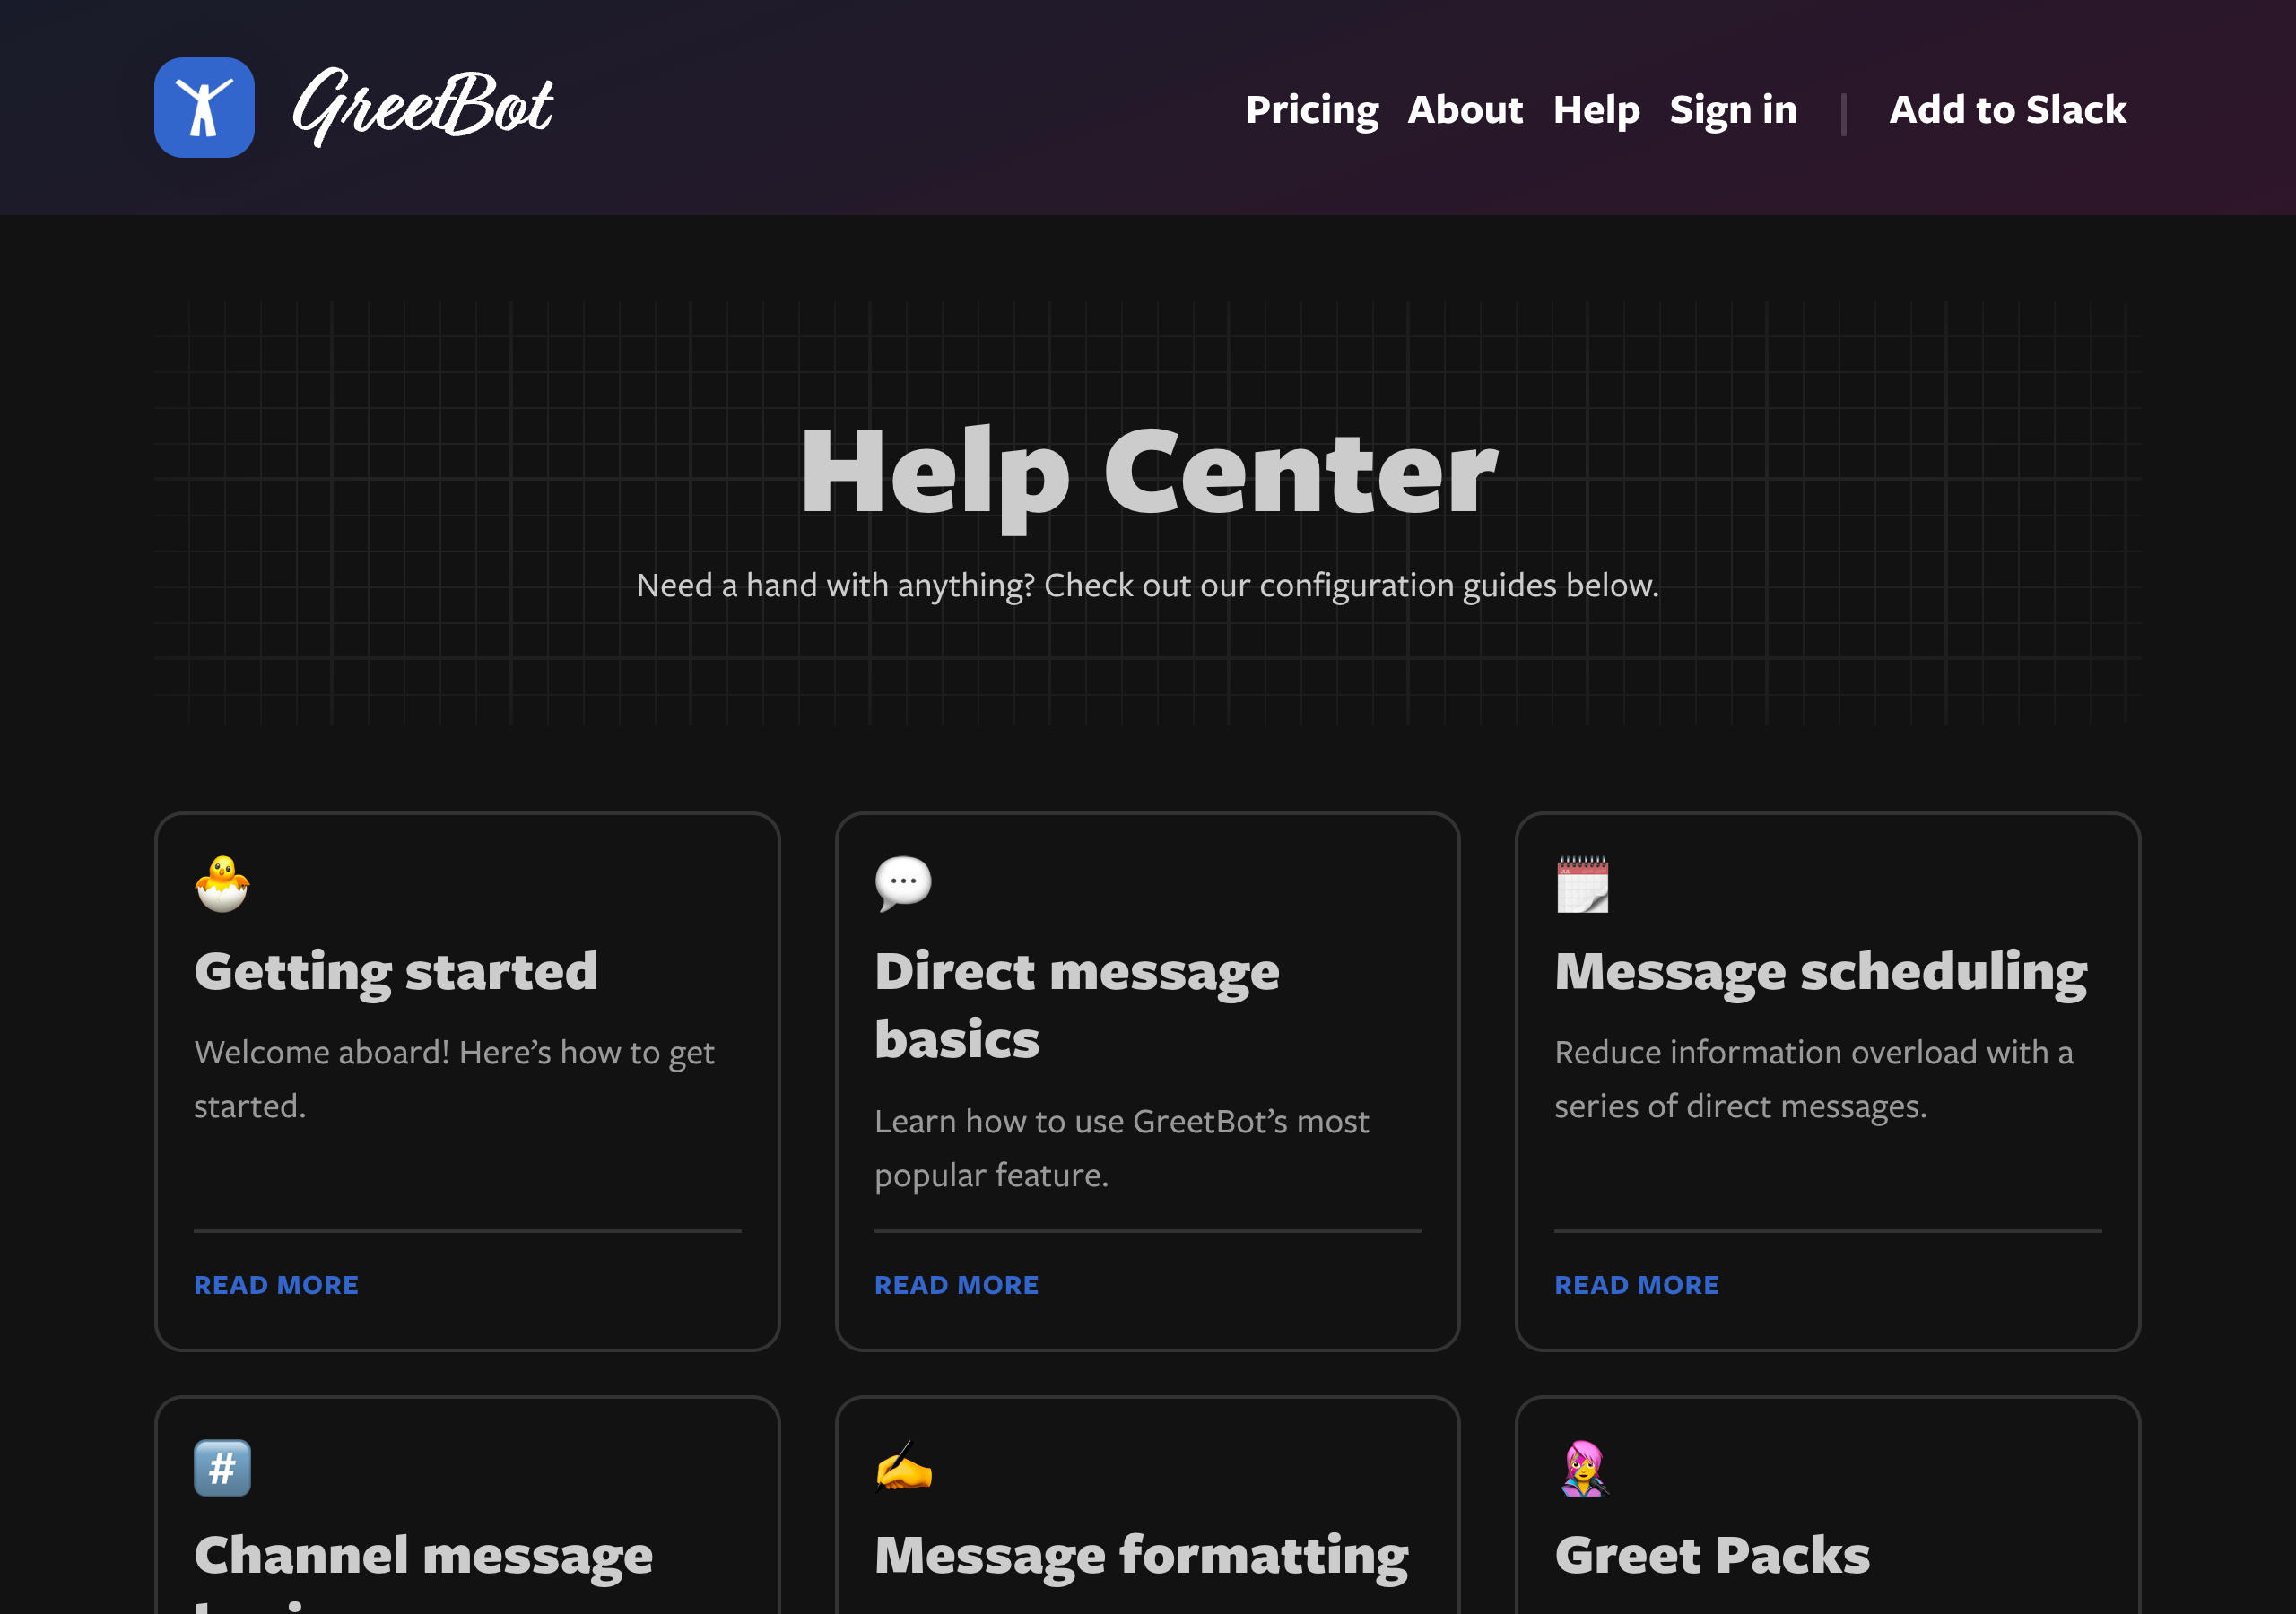 GreetBot
Pricing About Help Sign in | Add to Slack
Help Center
Need a hand with anything? Check out our configuration guides below.
Getting started
Welcome aboard! Here’s how to get
started.
READ MORE
Direct message
basics
Learn how to use GreetBot’s most
popular feature.
READ MORE
Message scheduling
Reduce information overload with a
series of direct messages.
READ MORE
#
Channel message
Message formatting
Greet Packs